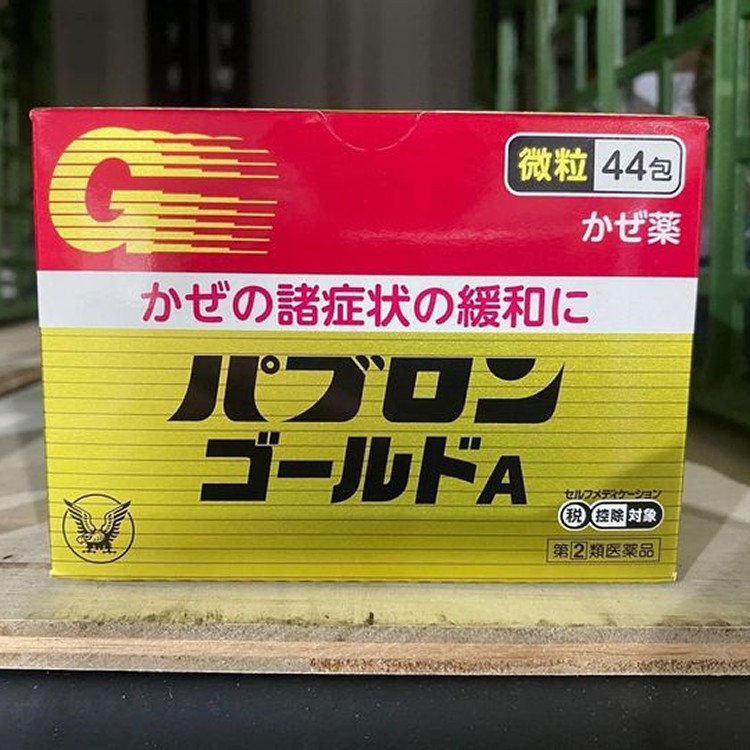 G
微粒 44包
かぜ薬
かぜの諸症状の緩和に
パブロン
ゴールドA
セルフメディケーション
税 控除 対象
第②類医薬品